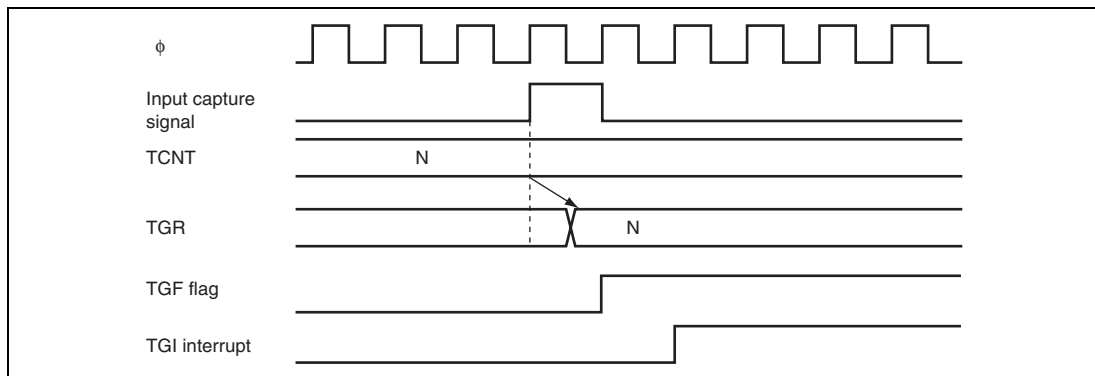 ϕ
Input capture
signal
TCNT
N
TGR
N
TGF flag
TGI interrupt